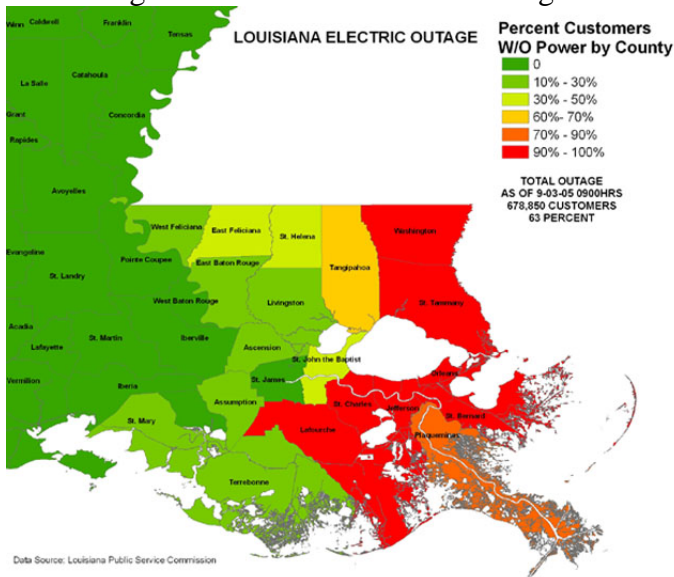 LOUISIANA ELECTRIC OUTAGE
Percent Customers
W/O Power by County
0
10% - 30%
30% - 50%
60%- 70%
70% - 90%
90% - 100%
TOTAL OUTAGE
AS OF 9-03-05 0900HRS
678,850 CUSTOMERS
63 PERCENT
Winn
Caldwell
Franklin
Tensas
La Salle
Catahoula
Grant
Concordia
Rapides
Avoyelles
West Feliciana
East Feliciana
St. Helena
Washington
Evangeline
Pointe Coupee
East Baton Rouge
Tangipahoa
St. Landry
West Baton Rouge
Livingston
St. Tammany
Acadia
Lafayette
St. Martin
Iberville
Ascension
St. John the Baptist
Vermilion
Iberia
St. James
Orleans
Assumption
St. Charles
Jefferson
St. Bernard
St. Mary
Lafourche
Plaquemines
Terrebonne
Data Source: Louisiana Public Service Commission